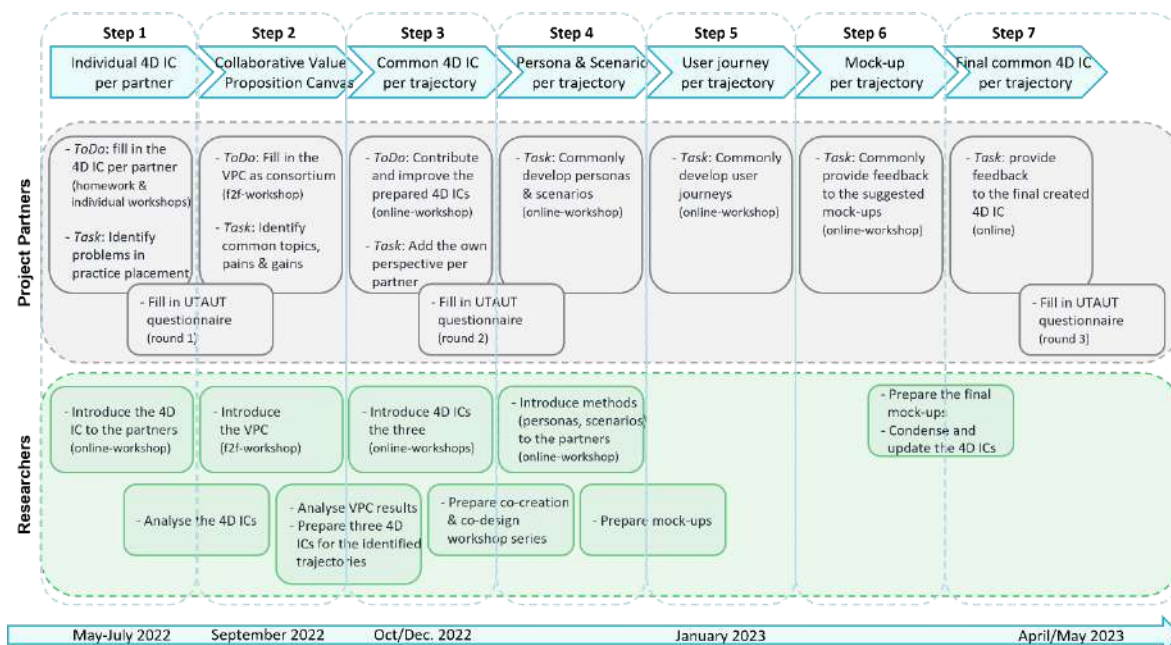 Step 1
Step 2
Step 3
Step 4
Step 5
Step 6
Step 7
Individual 4D IC
per partner
Collaborative Value
Proposition Canvas
Common 4D IC
per trajectory
Persona & Scenario
per trajectory
User journey
per trajectory
Mock-up
per trajectory
Final common 4D IC
per trajectory
Project Partners
- ToDo: fill in the
4D IC per partner
(homework &
individual workshops)
- Task: Identify
problems in
practice placement
- ToDo: Fill in the
VPC as consortium
(f2f-workshop)
- Task: Identify
common topics,
pains & gains
- ToDo: Contribute
and improve the
prepared 4D ICs
(online-workshop)
- Task: Add the own
perspective per
partner
- Task: Commonly
develop personas
& scenarios
(online-workshop)
- Task: Commonly
develop user
journeys
(online-workshop)
- Task: Commonly
provide feedback
to the suggested
mock-ups
(online-workshop)
- Task: provide
feedback
to the final created
4D IC
(online)
- Fill in UTAUT
questionnaire
(round 1)
- Fill in UTAUT
questionnaire
(round 2)
- Fill in UTAUT
questionnaire
(round 3)
Researchers
- Introduce the 4D
IC to the partners
(online-workshop)
- Introduce
the VPC
(f2f-workshop)
- Introduce 4D ICs
the three
(online-workshops)
- Introduce methods
(personas, scenarios)
to the partners
(online-workshop)
- Prepare the final
mock-ups
- Condense and
update the 4D ICs
- Analyse the 4D ICs
- Analyse VPC results
- Prepare three 4D
ICs for the identified
trajectories
- Prepare co-creation
& co-design
workshop series
- Prepare mock-ups
May-July 2022
September 2022
Oct/Dec. 2022
January 2023
April/May 2023